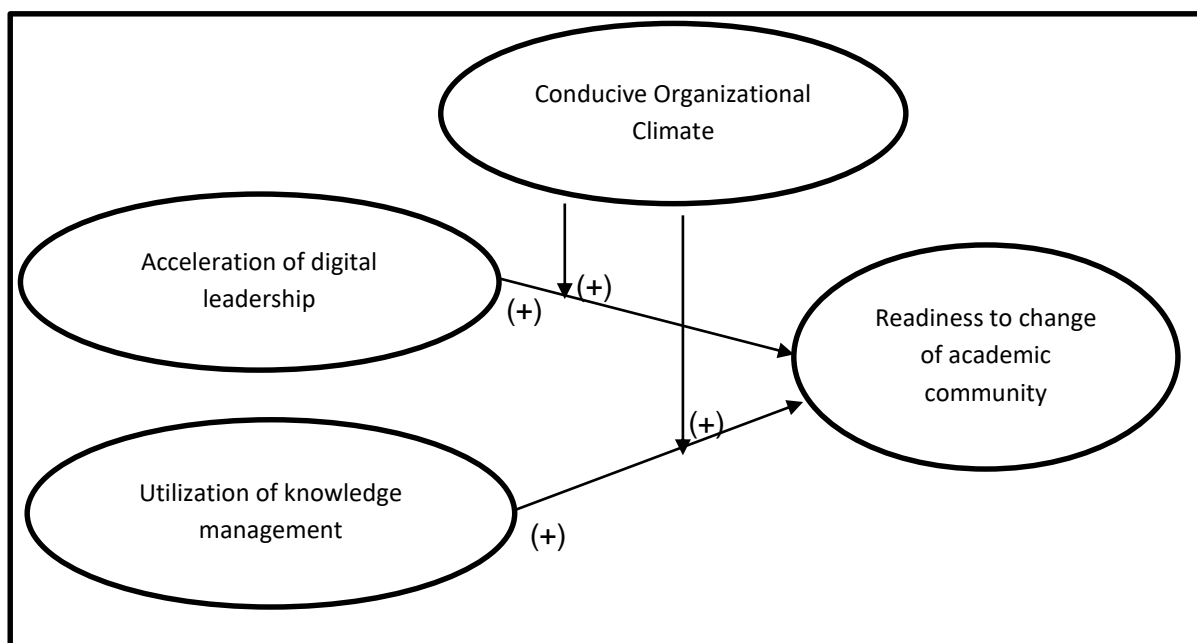 Conducive Organizational
Climate
Acceleration of digital
leadership
(+)
(+)
Readiness to change
of academic
community
(+)
Utilization of knowledge
management
(+)